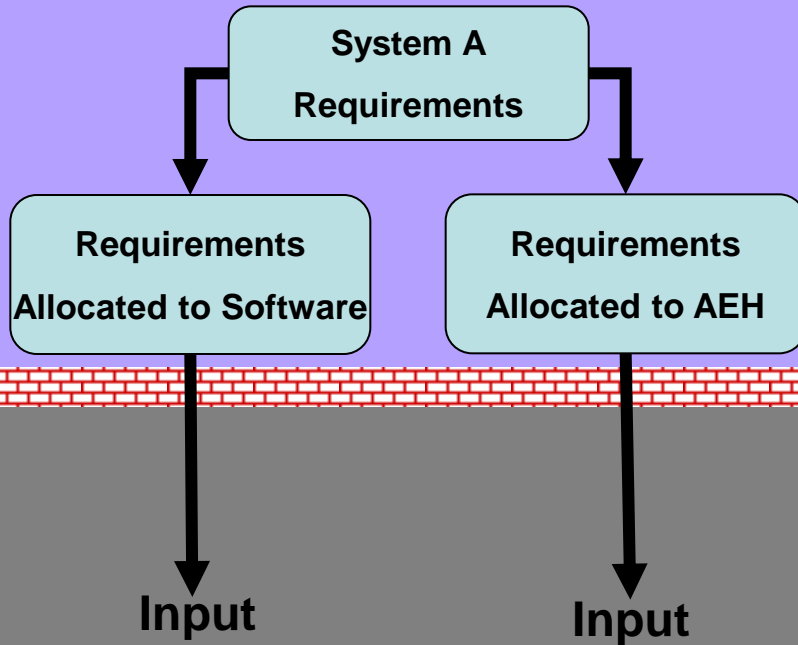 System A
Requirements
Requirements
Allocated to Software
Requirements
Allocated to AEH
Input
Input